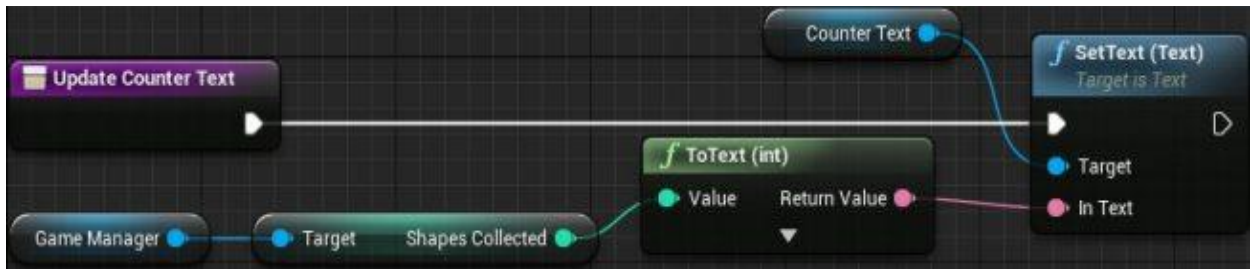 Counter Text
Update Counter Text
f SetText (Text)
Target is Text
f ToText (int)
Target
Value Return Value
In Text
Game Manager
Target Shapes Collected